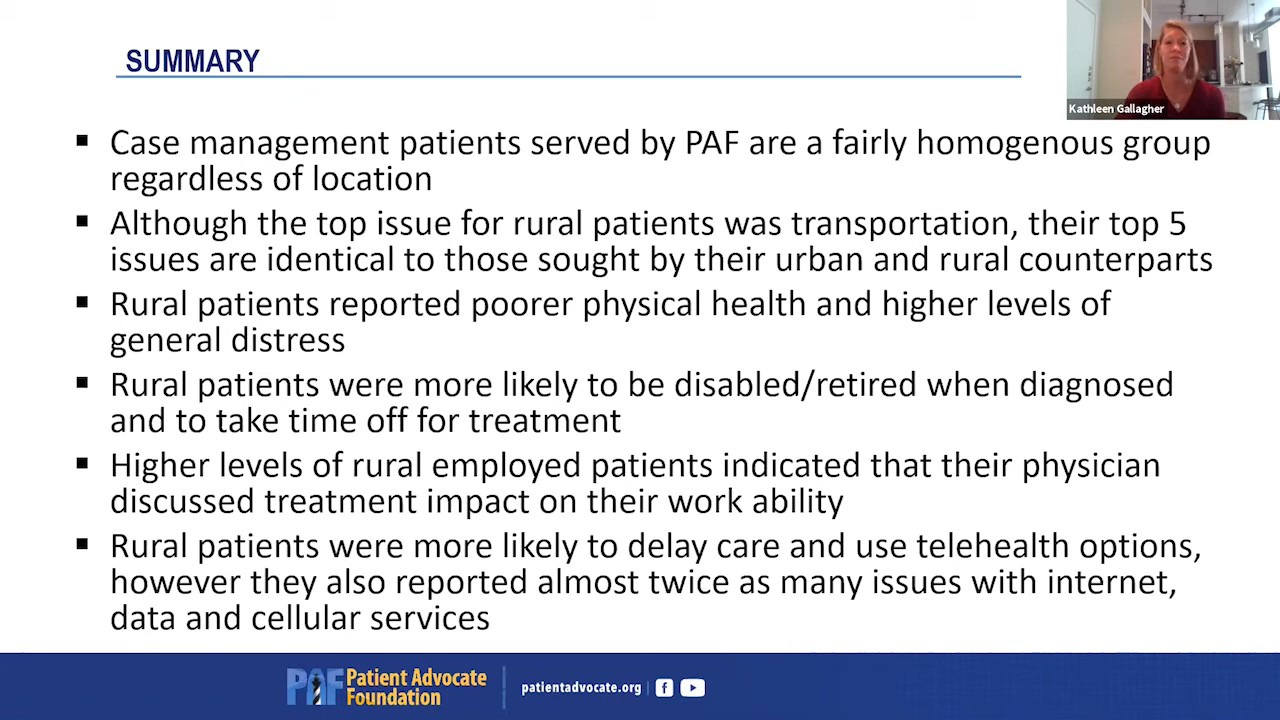 SUMMARY
Kathleen Gallagher
▪ Case management patients served by PAF are a fairly homogenous group
regardless of location
▪ Although the top issue for rural patients was transportation, their top 5
issues are identical to those sought by their urban and rural counterparts
▪ Rural patients reported poorer physical health and higher levels of
general distress
▪ Rural patients were more likely to be disabled/retired when diagnosed
and to take time off for treatment
▪ Higher levels of rural employed patients indicated that their physician
discussed treatment impact on their work ability
▪ Rural patients were more likely to delay care and use telehealth options,
however they also reported almost twice as many issues with internet,
data and cellular services
PAF Patient Advocate
Foundation
patientadvocate.org